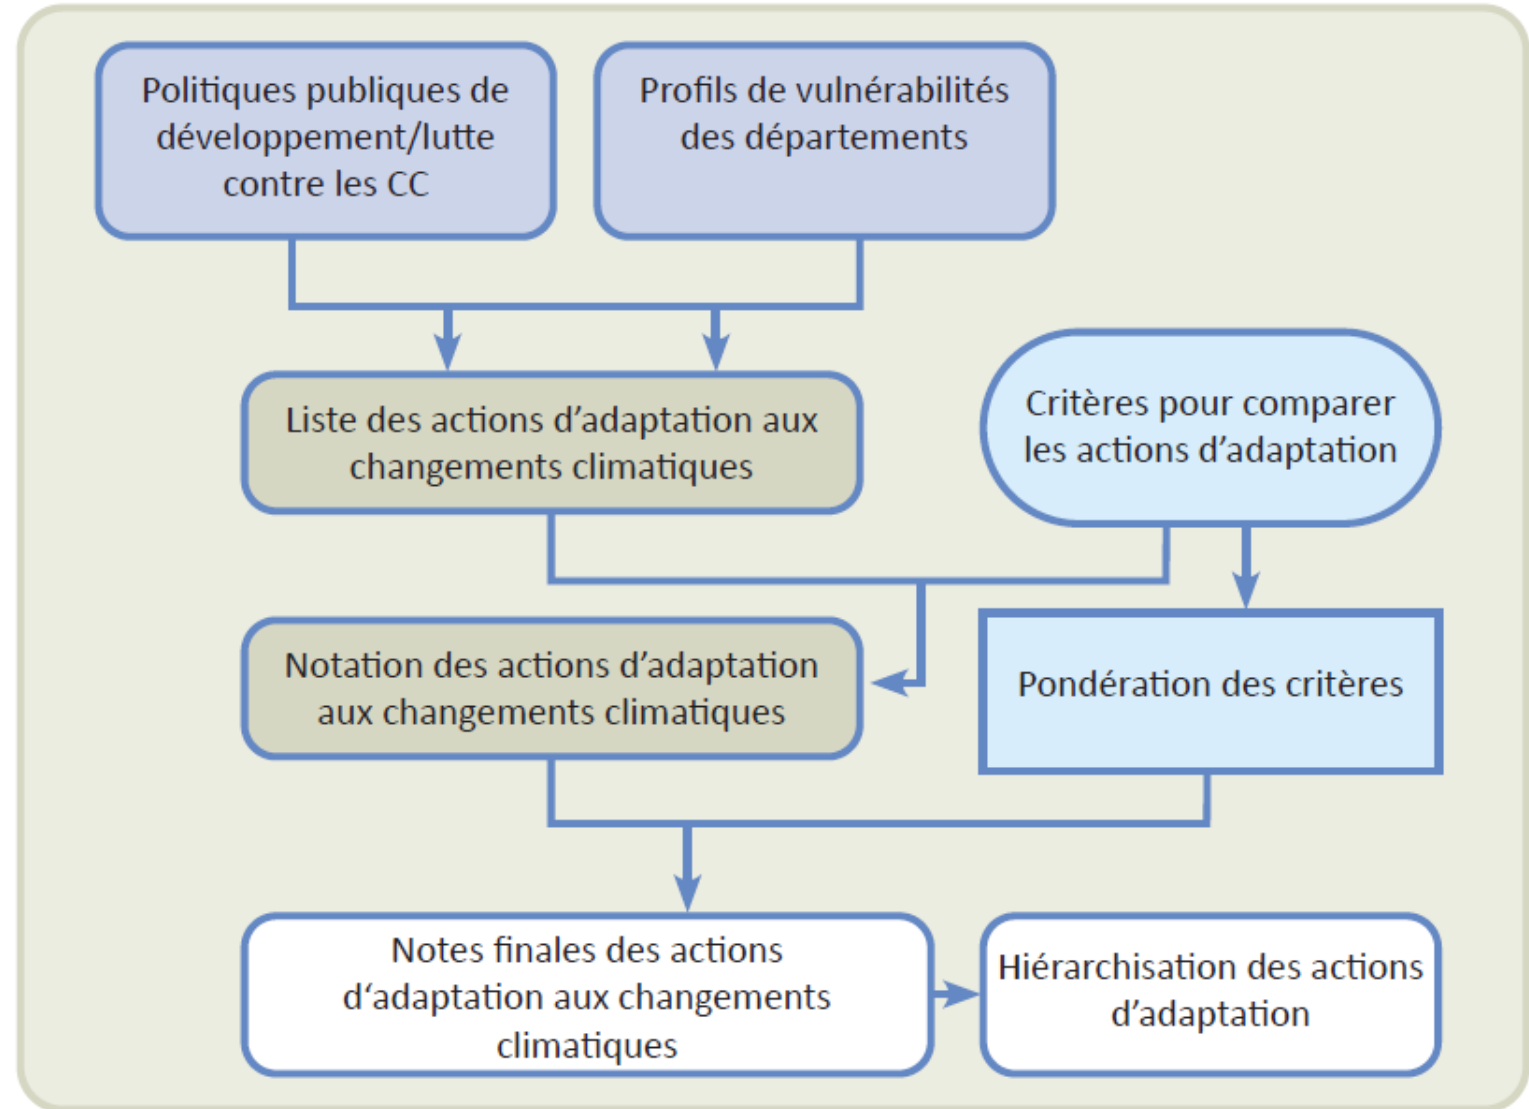 Politiques publiques de
développement/lutte
contre les CC
Profils de vulnérabilités
des départements
Liste des actions d’adaptation aux
changements climatiques
Critères pour comparer
les actions d’adaptation
Notation des actions d’adaptation
aux changements climatiques
Pondération des critères
Notes finales des actions
d‘adaptation aux changements
climatiques
Hiérarchisation des actions
d’adaptation